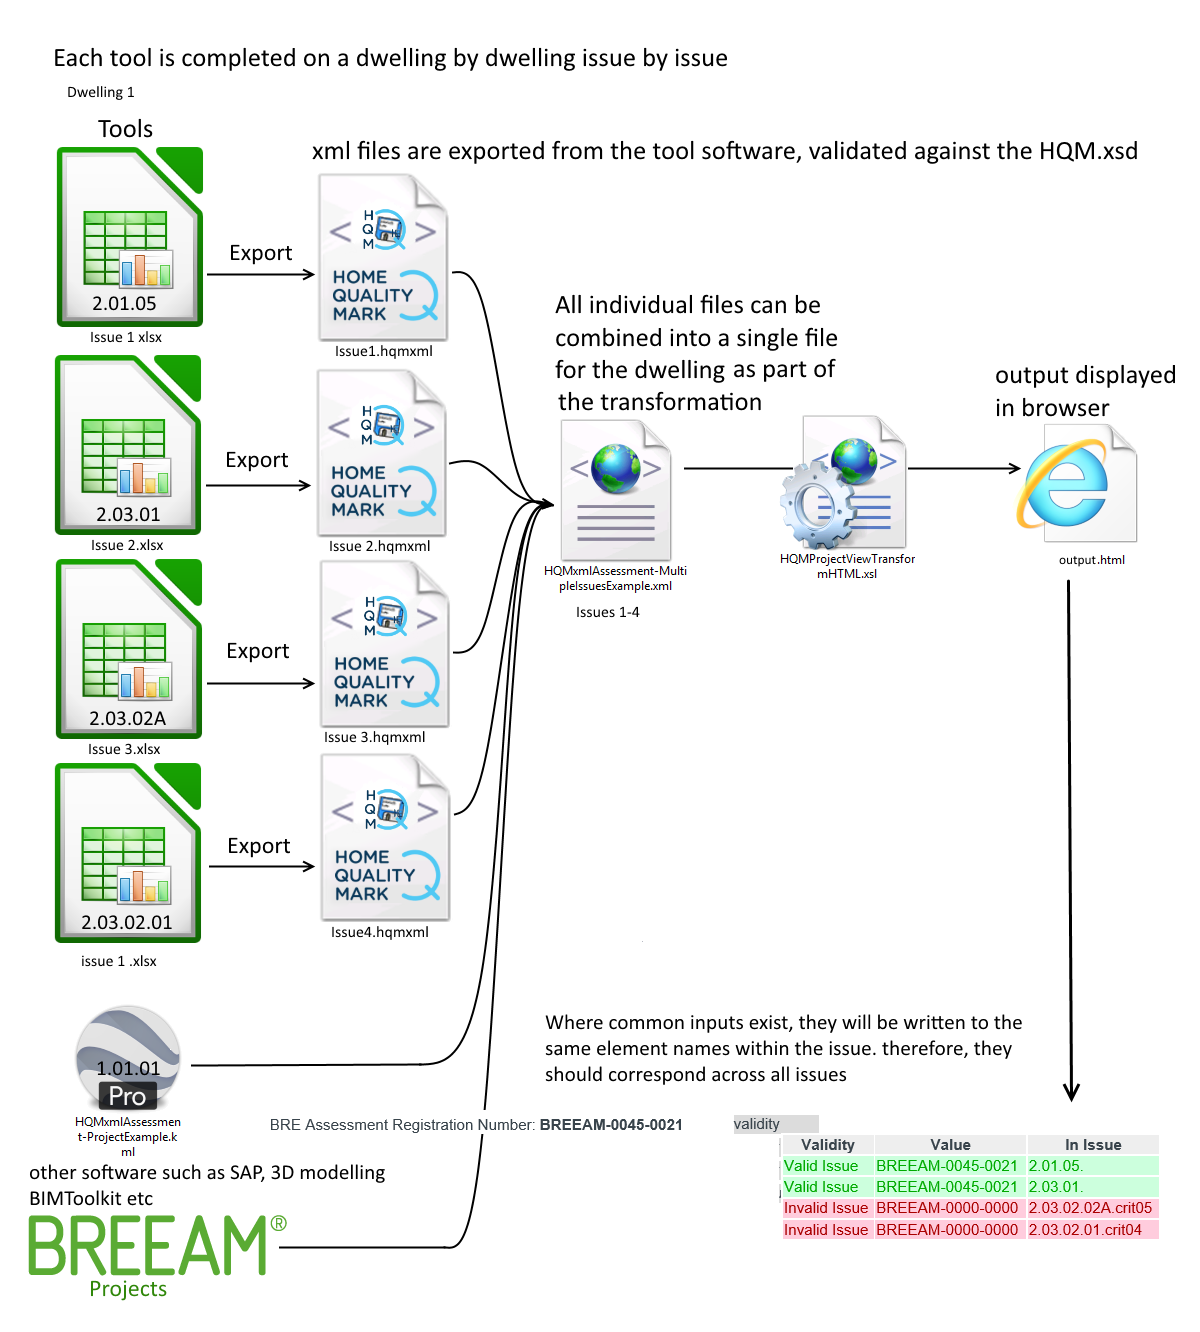 Each tool is completed on a dwelling by dwelling issue by issue
Dwelling 1
Tools
xml files are exported from the tool software, validated against the HQM.xsd
2.01.05
Issue 1 xlsx
Export
H
Q
M
HOME
QUALITY
MARK
Issue1.hqmxml
2.03.01
Issue 2.xlsx
Export
H
Q
M
HOME
QUALITY
MARK
Issue 2.hqmxml
2.03.02A
Issue 3.xlsx
Export
H
Q
M
HOME
QUALITY
MARK
Issue 3.hqmxml
2.03.02.01
issue 1 .xlsx
Export
H
Q
M
HOME
QUALITY
MARK
Issue4.hqmxml
All individual files can be
combined into a single file
for the dwelling as part of
the transformation
HQMxmlAssessment-Multi
pleIssuesExample.xml
Issues 1-4
HQMProjectViewTransfor
mHTML.xsl
output displayed
in browser
output.html
1.01.01
Pro
HQMxmlAssessmen
t-ProjectExample.k
ml
other software such as SAP, 3D modelling
BIMToolkit etc
BREEAM®
Projects
Where common inputs exist, they will be written to the
same element names within the issue. therefore, they
should correspond across all issues
BRE Assessment Registration Number: BREEAM-0045-0021
validity
Validity Value In Issue
Valid Issue BREEAM-0045-0021 2.01.05.
Valid Issue BREEAM-0045-0021 2.03.01.
Invalid Issue BREEAM-0000-0000 2.03.02.02A.crit05
Invalid Issue BREEAM-0000-0000 2.03.02.01.crit04